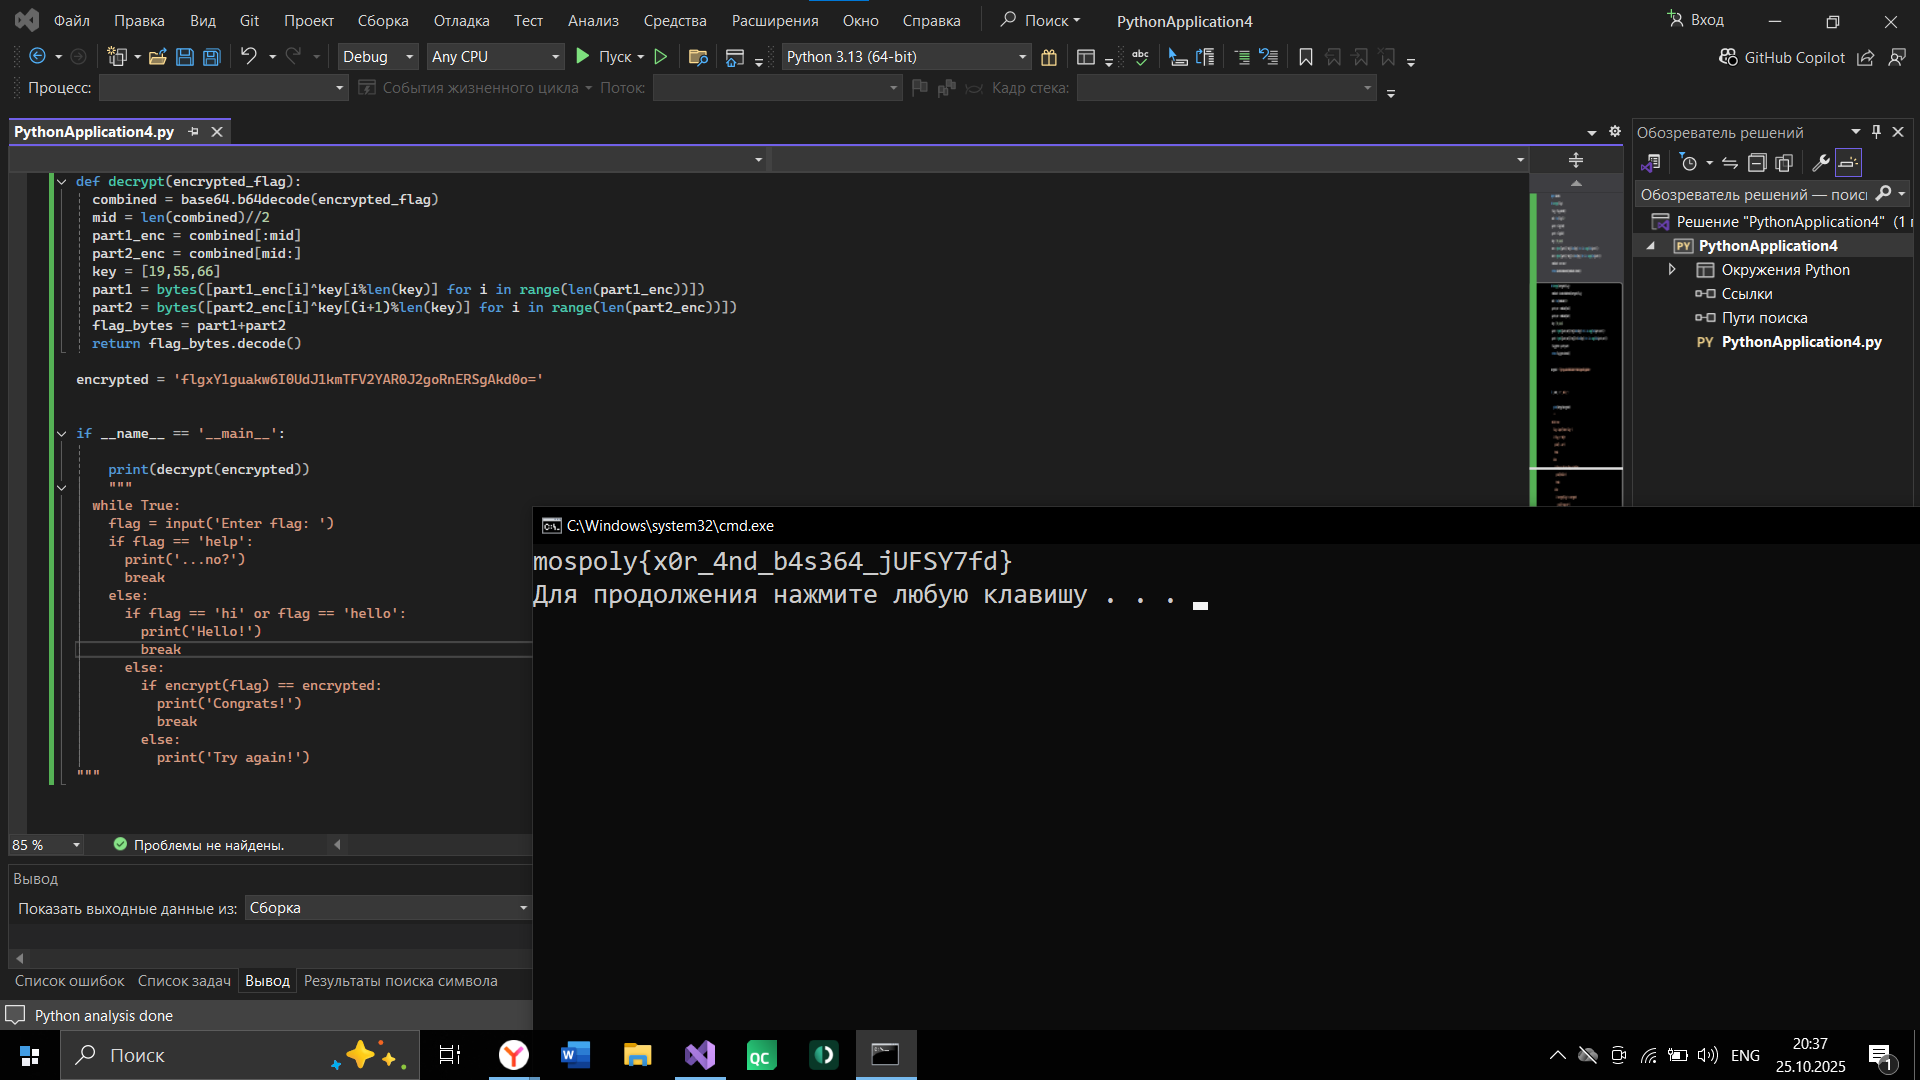 Файл Правка Вид Git Проект Сборка Отладка Тест Анализ Средства Расширения Окно Справка Поиск PythonApplication4 Вход
Debug Any CPU Пуск Python 3.13 (64-bit) GitHub Copilot
Процесс: События жизненного цикла Поток: Кадр стека:
PythonApplication4.py
def decrypt(encrypted_flag):
combined = base64.b64decode(encrypted_flag)
mid = len(combined)//2
part1_enc = combined[:mid]
part2_enc = combined[mid:]
key = [19,55,66]
part1 = bytes([part1_enc[i]^key[i%len(key)] for i in range(len(part1_enc))])
part2 = bytes([part2_enc[i]^key[(i+1)%len(key)] for i in range(len(part2_enc))])
flag_bytes = part1+part2
return flag_bytes.decode()
encrypted = 'flgxY1guakw6I0UdJ1kmTFV2YAR0J2goRnERSgAkd0o='
if __name__ == '__main__':
print(decrypt(encrypted))
"""
while True:
flag = input('Enter flag: ')
if flag == 'help':
print('...no?')
break
else:
if flag == 'hi' or flag == 'hello':
print('Hello!')
break
else:
if encrypt(flag) == encrypted:
print('Congrats!')
break
else:
print('Try again!')
"""
85 % Проблемы не найдены.
Вывод
Показать выходные данные из: Сборка
Список ошибок Список задач Вывод Результаты поиска символа
Python analysis done
Обозреватель решений
Обозреватель решений — поис
Решение "PythonApplication4" (1
PythonApplication4
Окружения Python
Ссылки
Пути поиска
PY PythonApplication4.py
C:\Windows\system32\cmd.exe
mospoly{x0r_4nd_b4s364_jUFSY7fd}
Для продолжения нажмите любую клавишу . . .
Поиск
ENG
20:37
25.10.2025
1